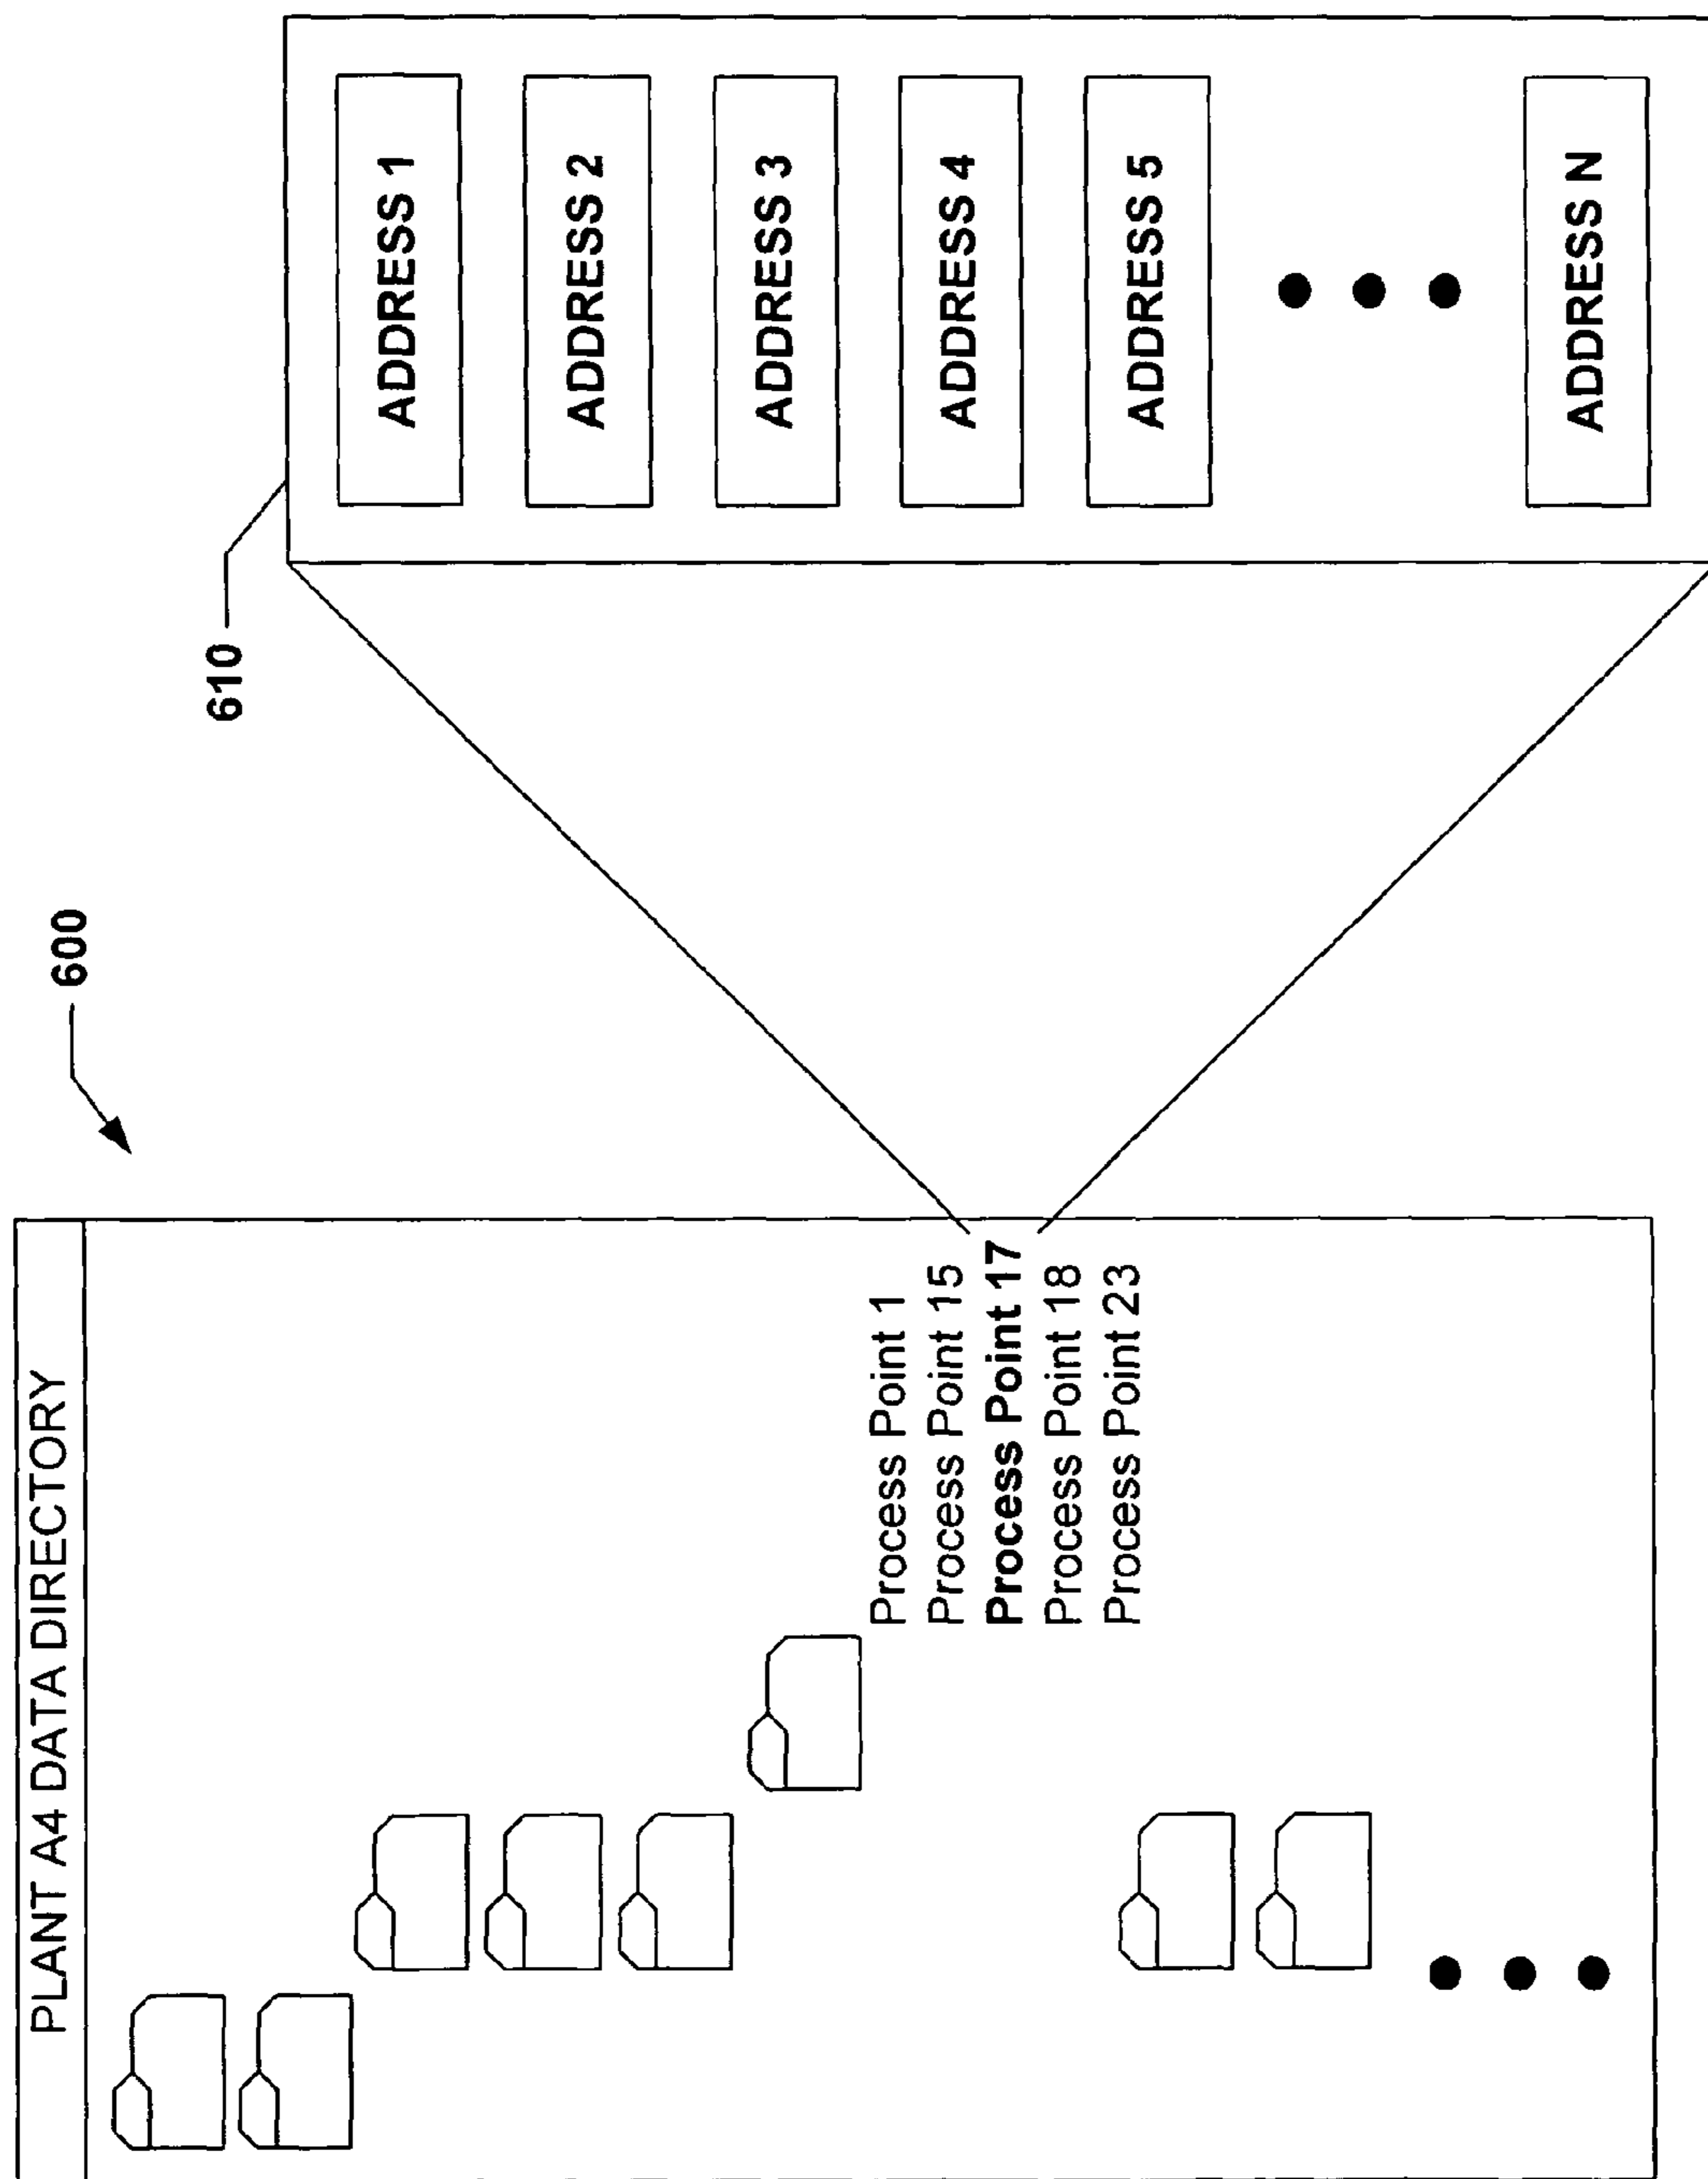 600
PLANT A4 DATA DIRECTORY
Process Point 1
Process Point 15
Process Point 17
Process Point 18
Process Point 23
610
ADDRESS 1
ADDRESS 2
ADDRESS 3
ADDRESS 4
ADDRESS 5
ADDRESS N